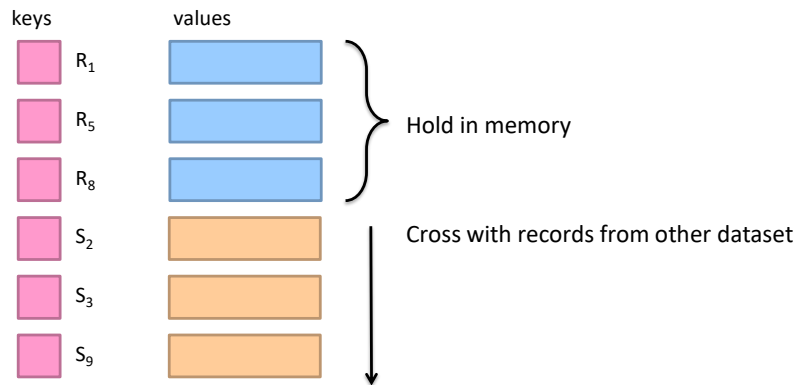 keys values
R₁
R₅
R₈
Hold in memory
S₂
Cross with records from other dataset
S₃
S₉